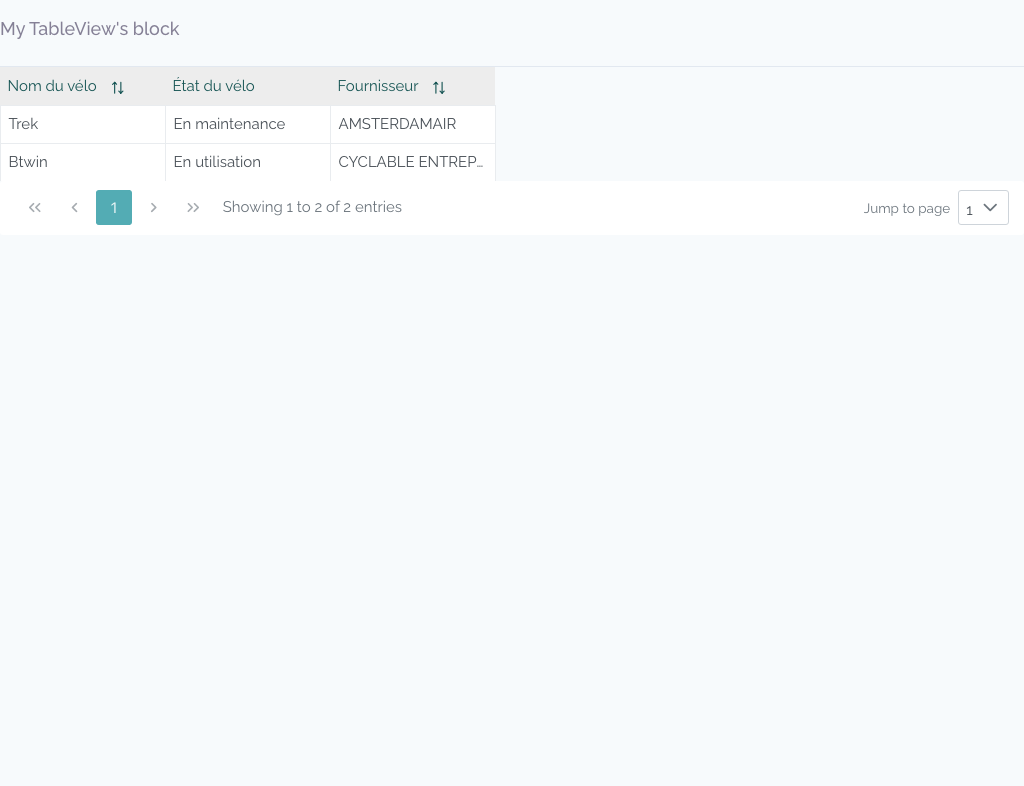 My TableView's block
Nom du vélo État du vélo Fournisseur
Trek En maintenance AMSTERDAMAIR
Btwin En utilisation CYCLABLE ENTREP...
1 Showing 1 to 2 of 2 entries Jump to page 1